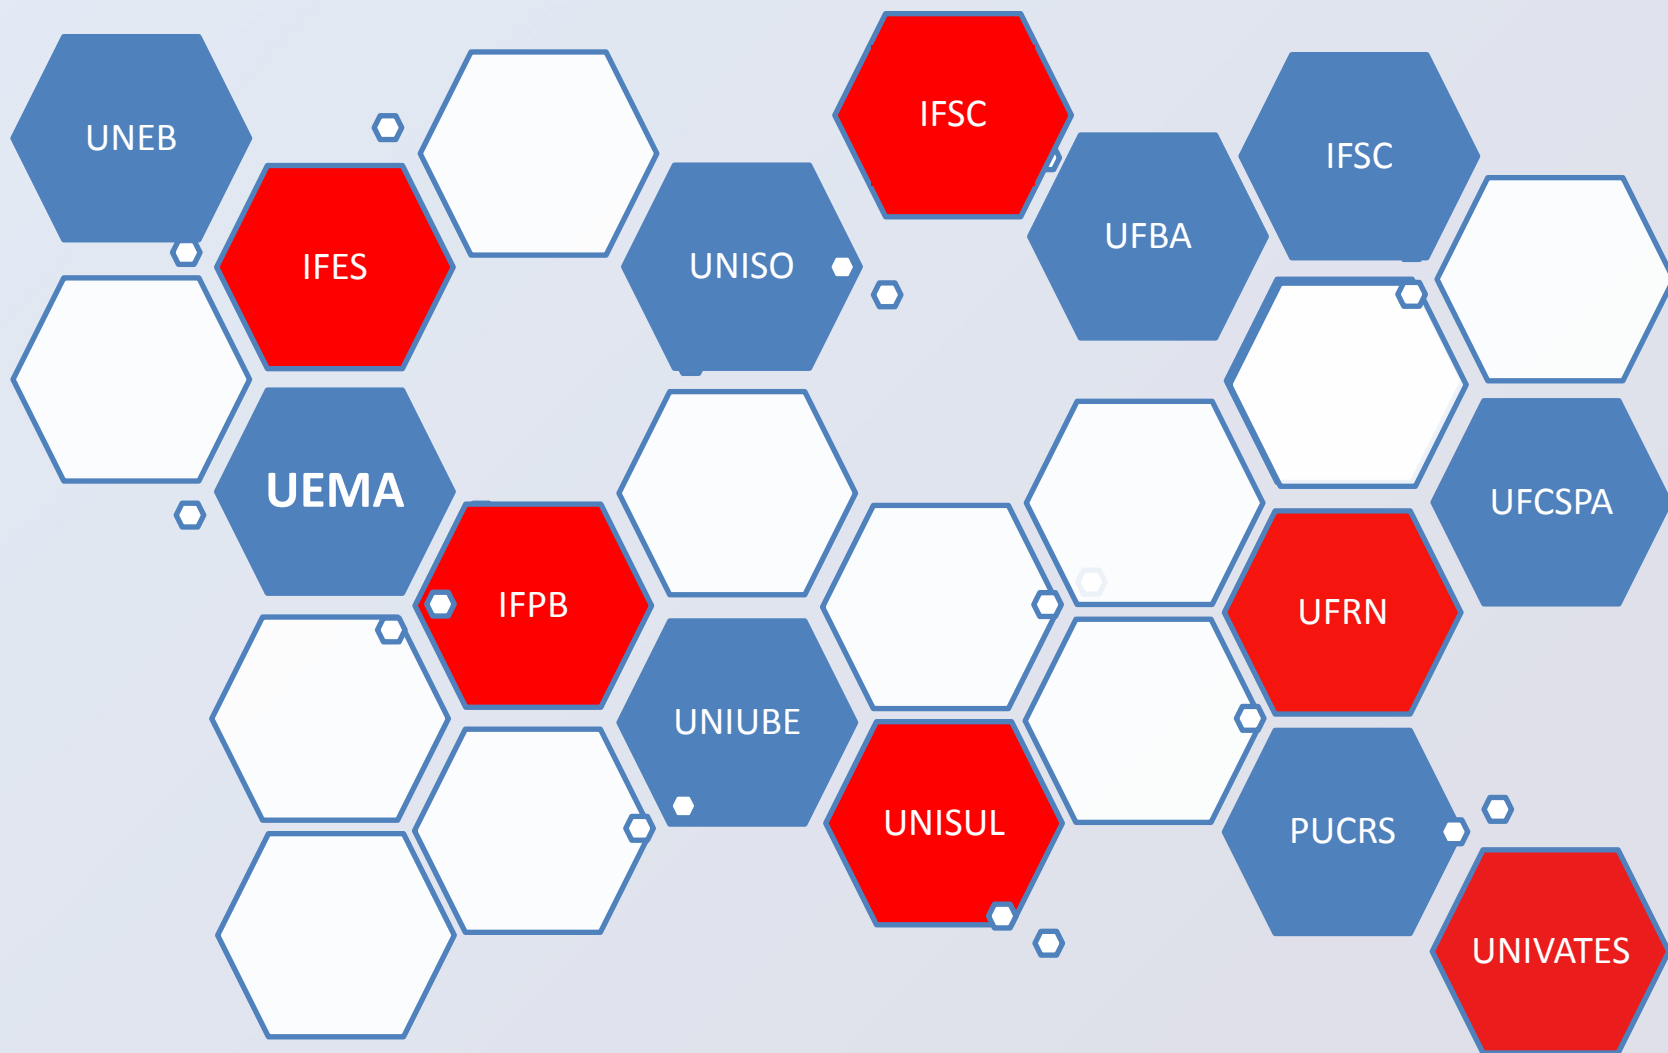 IFSC
UNEB
IFSC
UFBA
IFES
UNISO
UEMA
UFCSPA
IFPB
UFRN
UNIUBE
UNISUL
PUCRS
UNIVATES